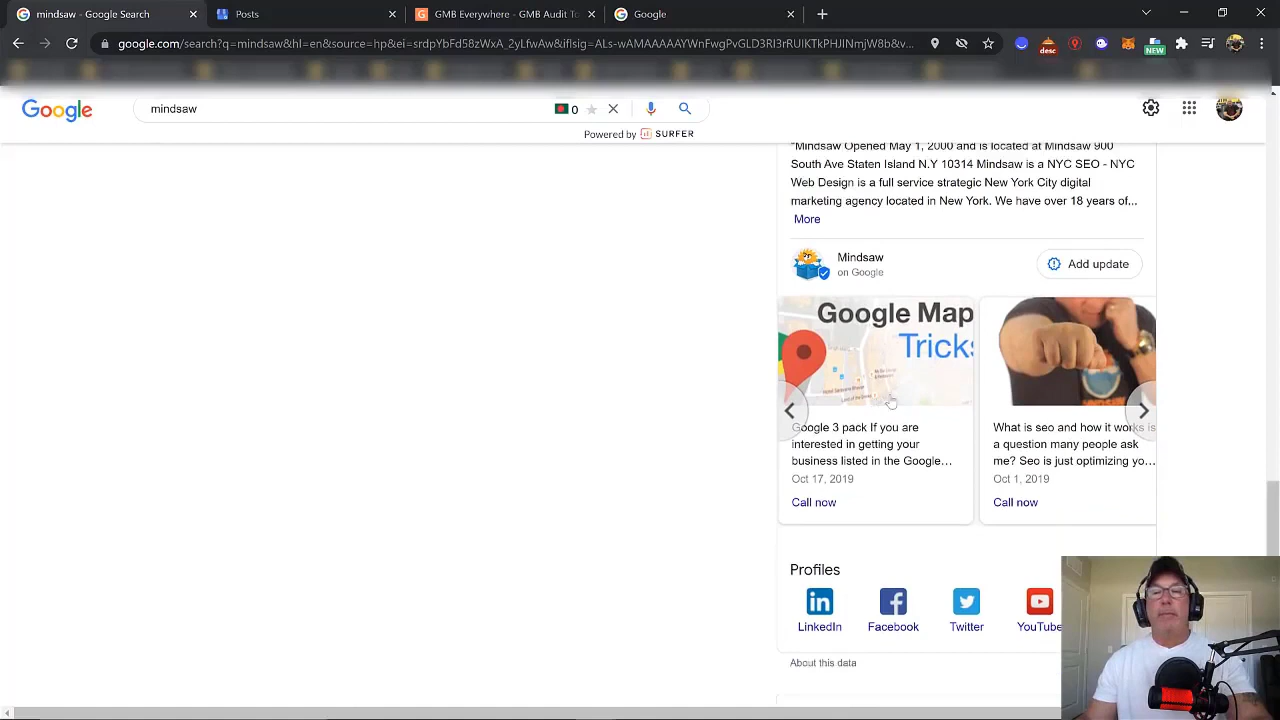 mindsaw - Google Search
Posts
GMB Everywhere - GMB Audit To
Google
google.com/search?q=mindsaw&hl=en&source=hp&ei=srdpYbFd58zWxA_2yLfwAw&iflsig=ALs-wAMAAAAAYWnFwgPvGLD3RI3rRUIKTkPHJINmjW8b&v...
desc
NEW
Google
mindsaw
0
Powered by SURFER
"Mindsaw Opened May 1, 2000 and is located at Mindsaw 900
South Ave Staten Island N.Y 10314 Mindsaw is a NYC SEO - NYC
Web Design is a full service strategic New York City digital
marketing agency located in New York. We have over 18 years of...
More
Mindsaw
on Google
Add update
Google Map
Tricks
Google 3 pack If you are
interested in getting your
business listed in the Google...
Oct 17, 2019
Call now
What is seo and how it works is
a question many people ask
me? Seo is just optimizing yo...
Oct 1, 2019
Call now
Profiles
LinkedIn
Facebook
Twitter
YouTube
About this data